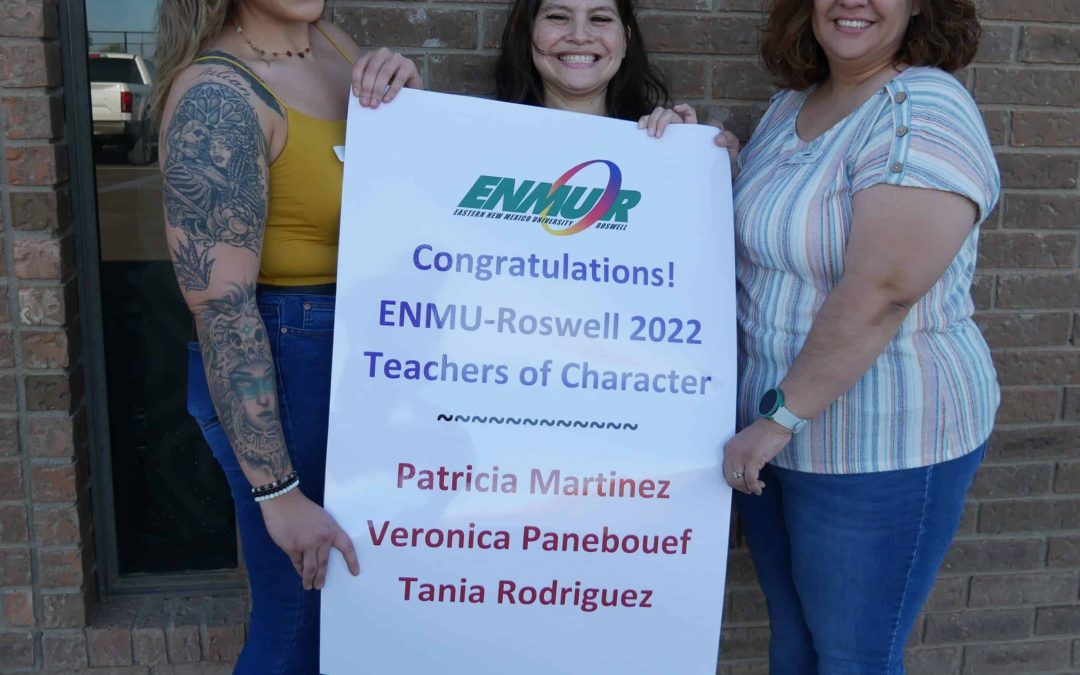 ENMUR
EASTERN NEW MEXICO UNIVERSITY ROSWELL
Congratulations!
ENMU-Roswell 2022
Teachers of Character
~~~~~~~~~~~~~
Patricia Martinez
Veronica Panebouef
Tania Rodriguez